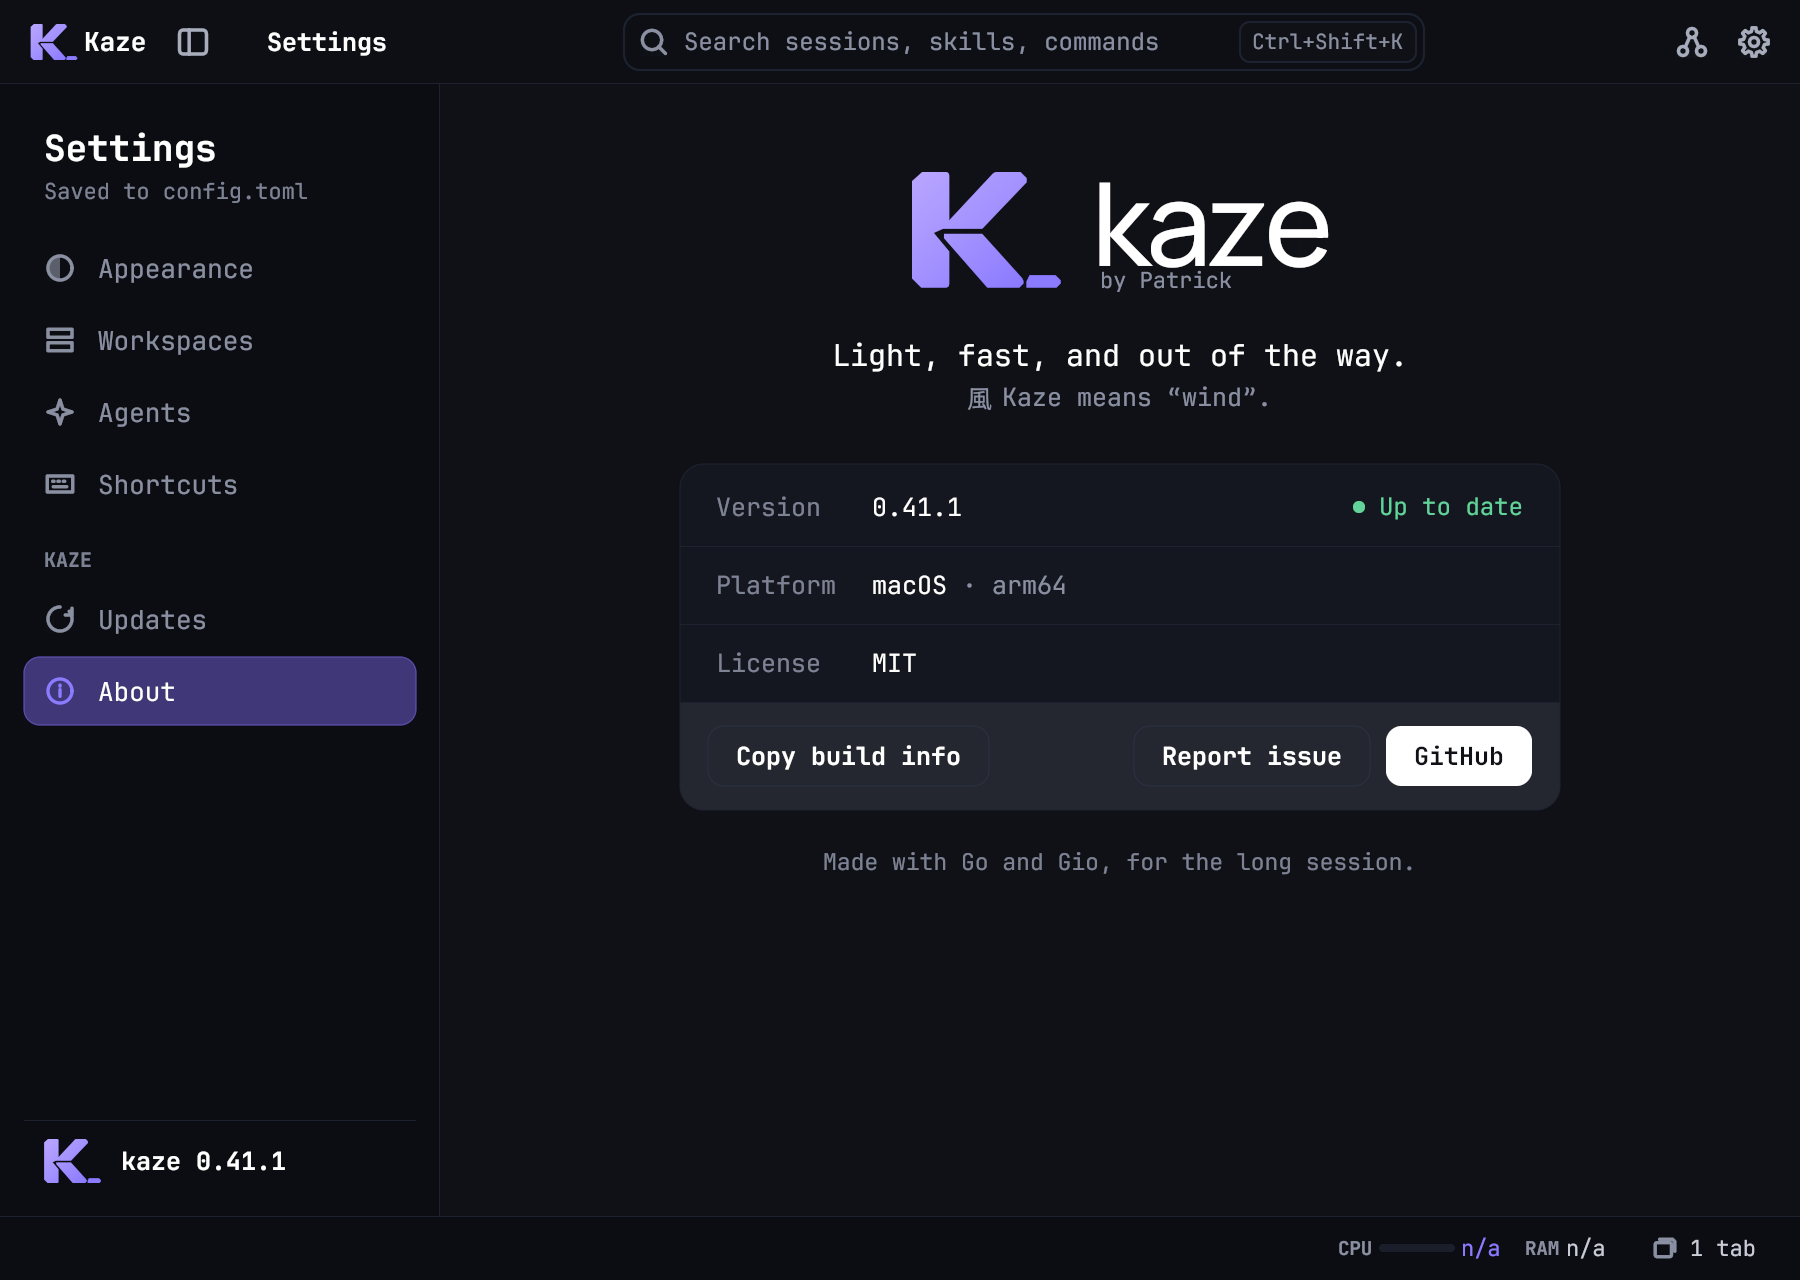 Kaze
Settings
Search sessions, skills, commands
Ctrl+Shift+K
Settings
Saved to config.toml
Appearance
Workspaces
Agents
Shortcuts
KAZE
Updates
About
kaze 0.41.1
kaze
by Patrick
Light, fast, and out of the way.
風 Kaze means “wind”.
Version 0.41.1 Up to date
Platform macOS · arm64
License MIT
Copy build info Report issue GitHub
Made with Go and Gio, for the long session.
CPU n/a RAM n/a 1 tab